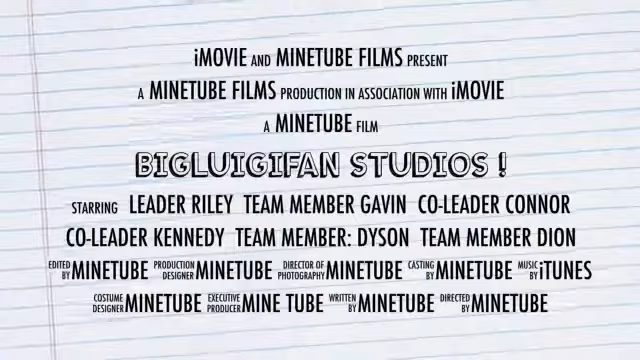 iMOVIE AND MINETUBE FILMS PRESENT
A MINETUBE FILMS PRODUCTION IN ASSOCIATION WITH iMOVIE
A MINETUBE FILM
BIGLUIGIFAN STUDIOS !
STARRING LEADER RILEY TEAM MEMBER GAVIN CO-LEADER CONNOR
CO-LEADER KENNEDY TEAM MEMBER: DYSON TEAM MEMBER DION
EDITED BY MINETUBE PRODUCTION DESIGNER MINETUBE DIRECTOR OF PHOTOGRAPHY MINETUBE CASTING BY MINETUBE MUSIC BY iTUNES
COSTUME DESIGNER MINETUBE EXECUTIVE PRODUCER MINE TUBE WRITTEN BY MINETUBE DIRECTED BY MINETUBE